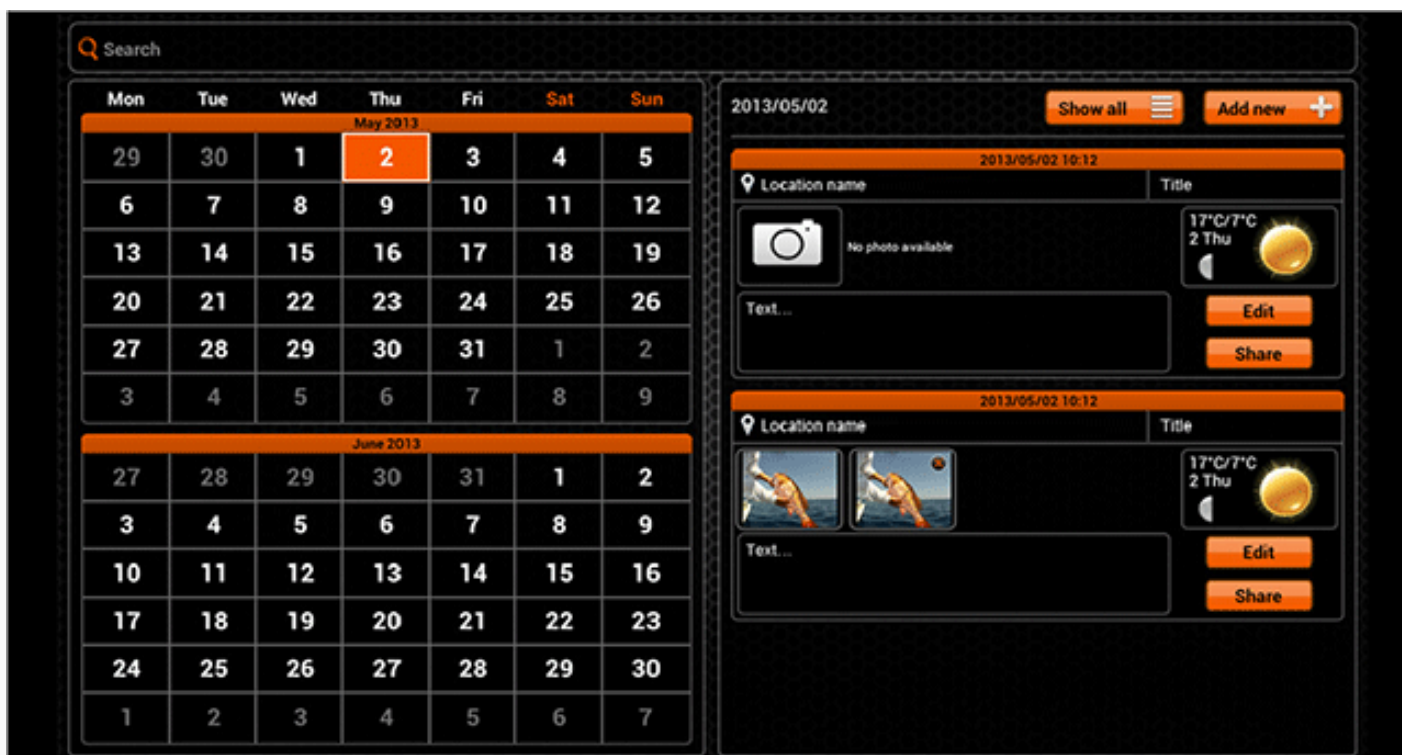 Search
Mon Tue Wed Thu Fri Sat Sun
May 2013
29 30 1 2 3 4 5
6 7 8 9 10 11 12
13 14 15 16 17 18 19
20 21 22 23 24 25 26
27 28 29 30 31 1 2
3 4 5 6 7 8 9
June 2013
27 28 29 30 31 1 2
3 4 5 6 7 8 9
10 11 12 13 14 15 16
17 18 19 20 21 22 23
24 25 26 27 28 29 30
1 2 3 4 5 6 7
2013/05/02 Show all Add new
2013/05/02 10:12
Location name Title
No photo available
17°C/7°C
2 Thu
Text...
Edit
Share
2013/05/02 10:12
Location name Title
17°C/7°C
2 Thu
Text...
Edit
Share